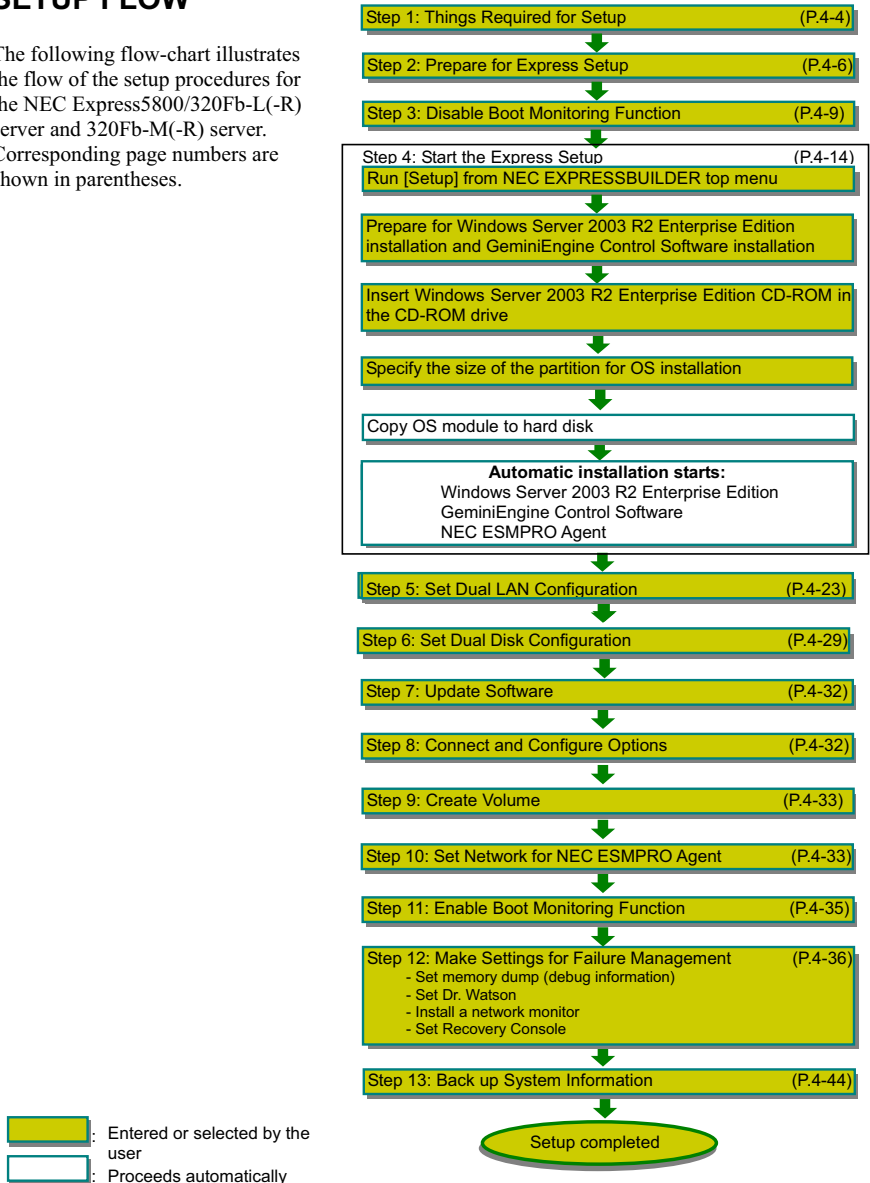 SETUP FLOW
The following flow-chart illustrates
the flow of the setup procedures for
the NEC Express5800/320Fb-L(-R)
server and 320Fb-M(-R) server.
Corresponding page numbers are
shown in parentheses.
Step 1: Things Required for Setup (P.4-4)
Step 2: Prepare for Express Setup (P.4-6)
Step 3: Disable Boot Monitoring Function (P.4-9)
Step 4: Start the Express Setup (P.4-14)
Run [Setup] from NEC EXPRESSBUILDER top menu
Prepare for Windows Server 2003 R2 Enterprise Edition
installation and GeminiEngine Control Software installation
Insert Windows Server 2003 R2 Enterprise Edition CD-ROM in
the CD-ROM drive
Specify the size of the partition for OS installation
Copy OS module to hard disk
Automatic installation starts:
Windows Server 2003 R2 Enterprise Edition
GeminiEngine Control Software
NEC ESMPRO Agent
Step 5: Set Dual LAN Configuration (P.4-23)
Step 6: Set Dual Disk Configuration (P.4-29)
Step 7: Update Software (P.4-32)
Step 8: Connect and Configure Options (P.4-32)
Step 9: Create Volume (P.4-33)
Step 10: Set Network for NEC ESMPRO Agent (P.4-33)
Step 11: Enable Boot Monitoring Function (P.4-35)
Step 12: Make Settings for Failure Management (P.4-36)
- Set memory dump (debug information)
- Set Dr. Watson
- Install a network monitor
- Set Recovery Console
Step 13: Back up System Information (P.4-44)
Setup completed
: Entered or selected by the
user
: Proceeds automatically